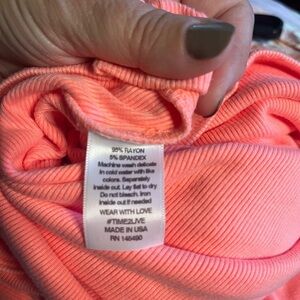 95% RAYON
5% SPANDEX
Machine wash delicate
in cold water with like
colors. Separately
inside out. Lay flat to dry.
Do not bleach. Iron
inside out if needed
WEAR WITH LOVE
#TIME2LIVE
MADE IN USA
RN 148490